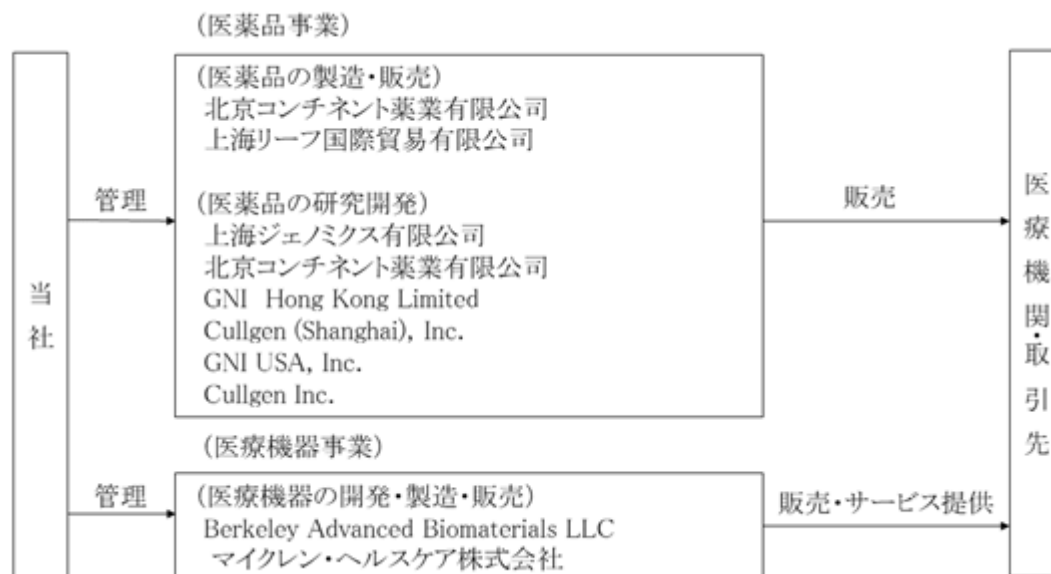 (医薬品事業)
(医薬品の製造・販売)
北京コンチネント薬業有限公司
上海リーフ国際貿易有限公司
(医薬品の研究開発)
上海ジェノミクス有限公司
北京コンチネント薬業有限公司
GNI Hong Kong Limited
Cullgen (Shanghai), Inc.
GNI USA, Inc.
Cullgen Inc.
(医療機器事業)
(医療機器の開発・製造・販売)
Berkeley Advanced Biomaterials LLC
マイクレン・ヘルスケア株式会社
当社
管理
管理
販売
販売・サービス提供
医療機関・取引先